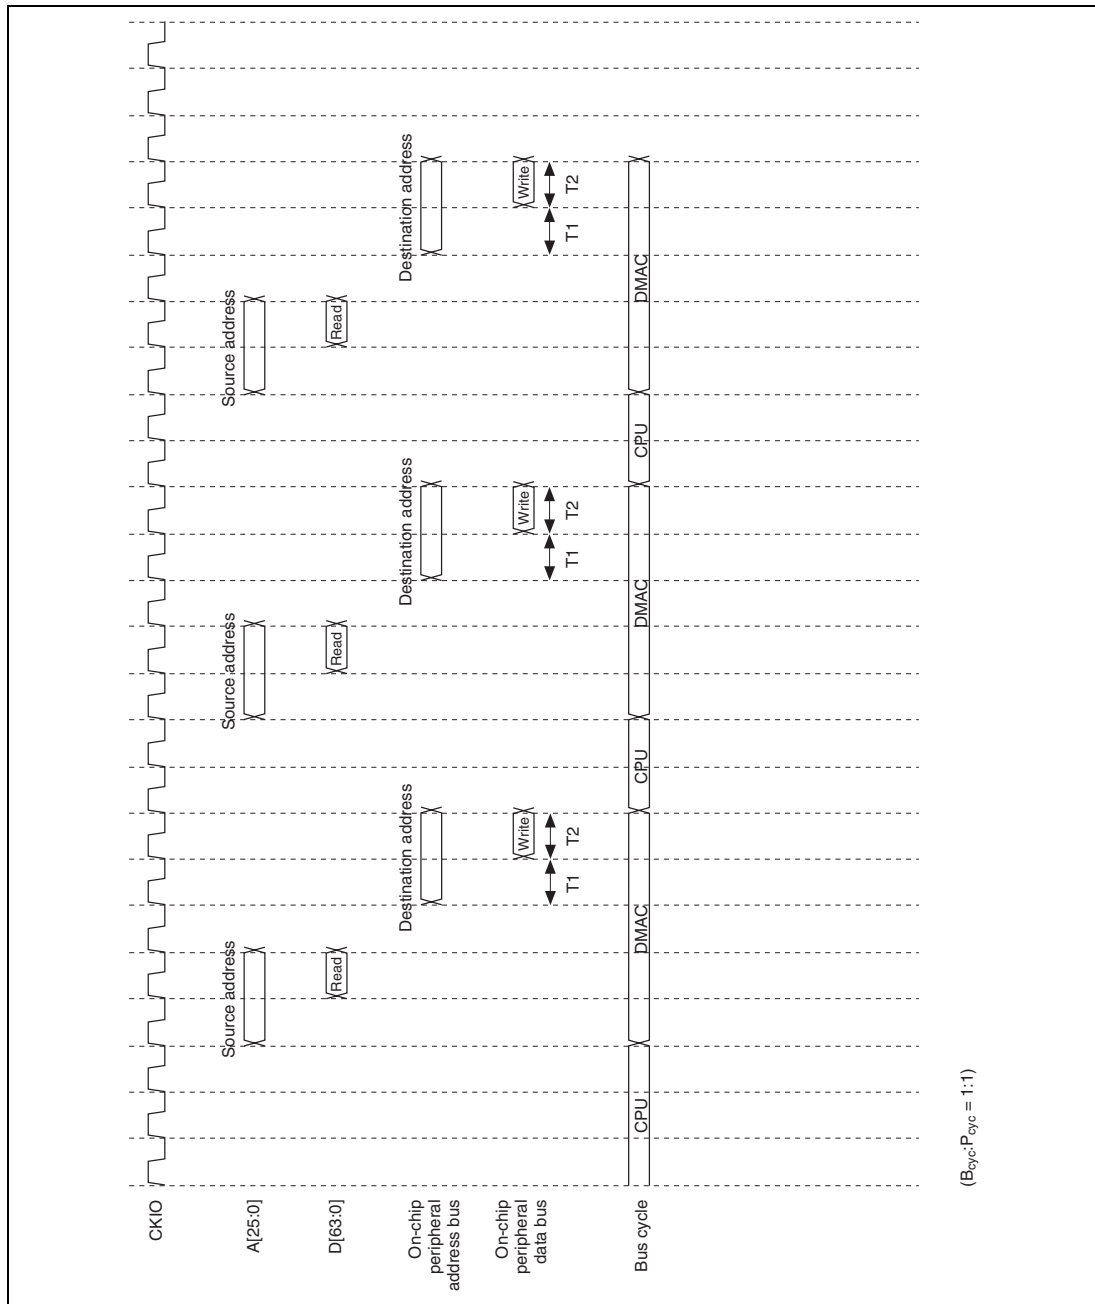 CKIO
A[25:0]
Source address
Source address
Source address
D[63:0]
Read
Read
Read
On-chip
peripheral
address bus
Destination address
Destination address
Destination address
On-chip
peripheral
data bus
Write
Write
Write
T1
T2
T1
T2
T1
T2
Bus cycle
CPU
DMAC
CPU
DMAC
CPU
DMAC
(Bcyc:Pcyc = 1:1)